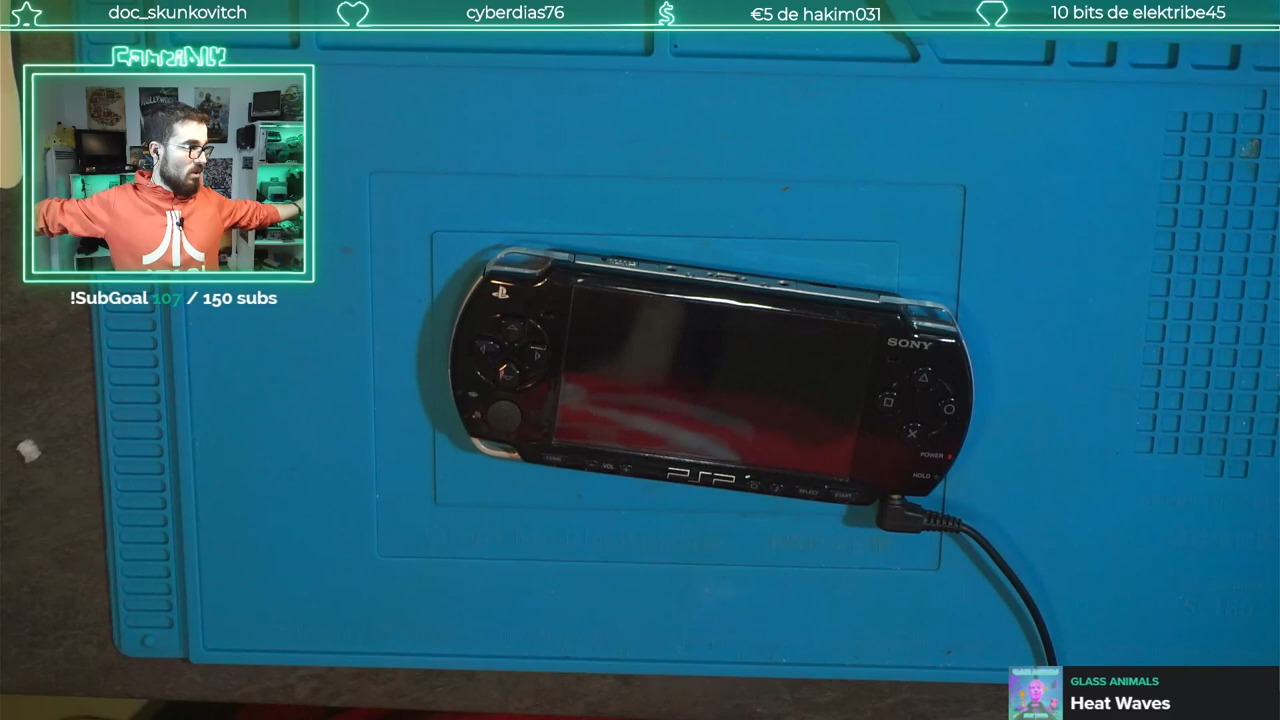 doc_skunkovitch
cyberdias76
€5 de hakim031
10 bits de elektribe45
!SubGoal 107 / 150 subs
SONY
POWER
HOLD
VOL
PSP
SELECT
START
GLASS ANIMALS
Heat Waves